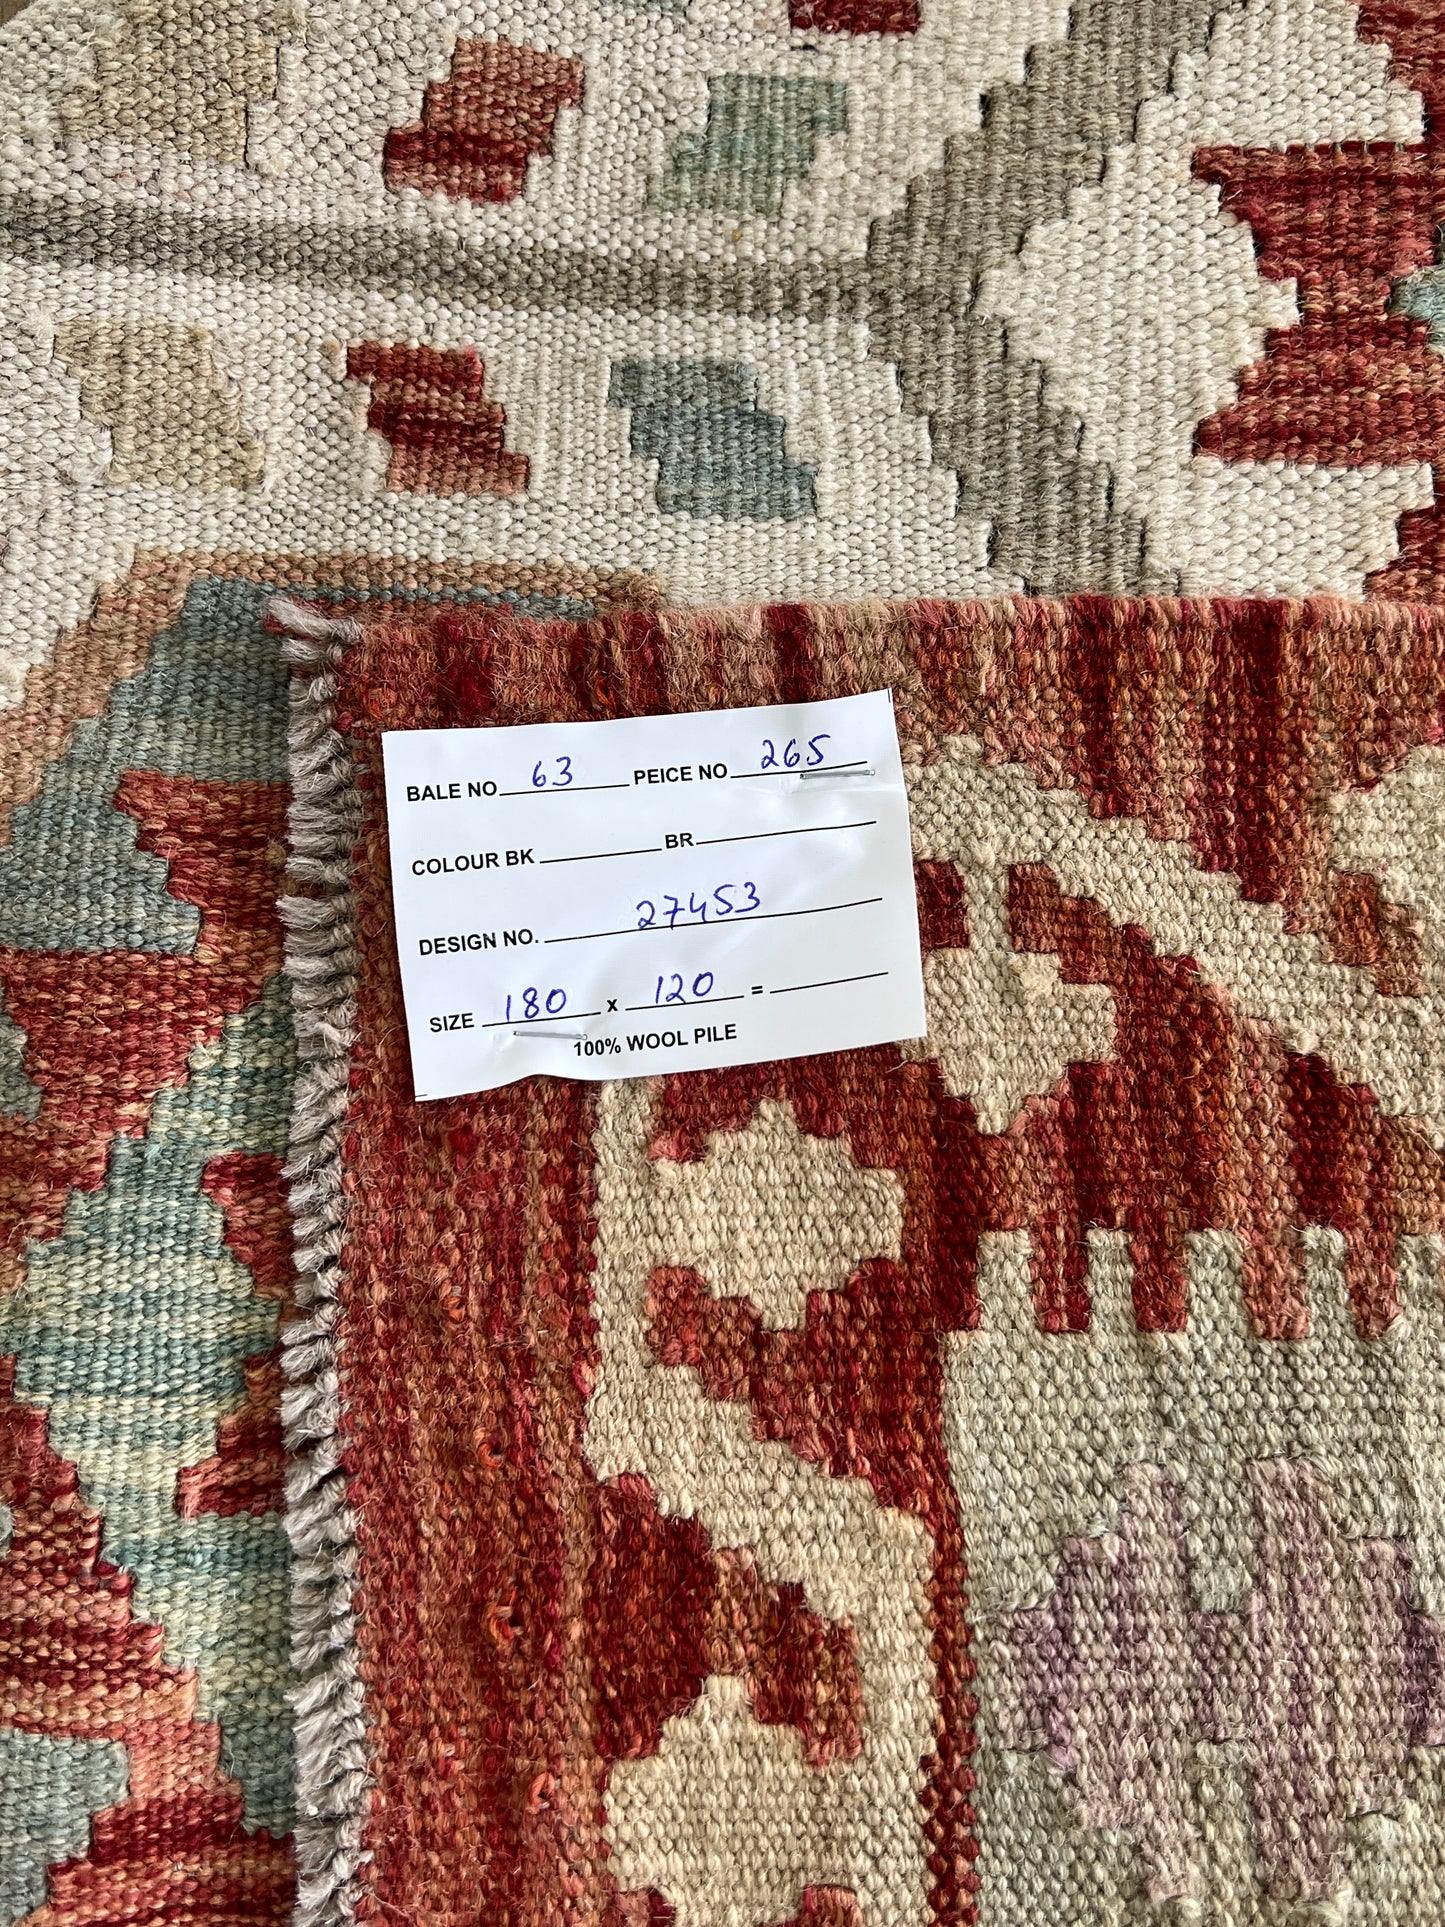 BALE NO 63 PEICE NO 265
COLOUR BK BR
DESIGN NO. 27453
SIZE 180 x 120 =
100% WOOL PILE